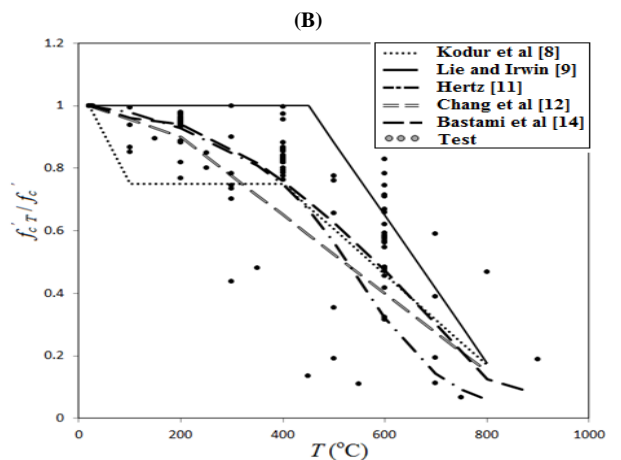 (B)
1.2
1
0.8
0.6
0.4
0.2
0
f'c T / f'c
Kodur et al [8]
Lie and Irwin [9]
Hertz [11]
Chang et al [12]
Bastami et al [14]
Test
0
200
400
600
800
1000
T (°C)